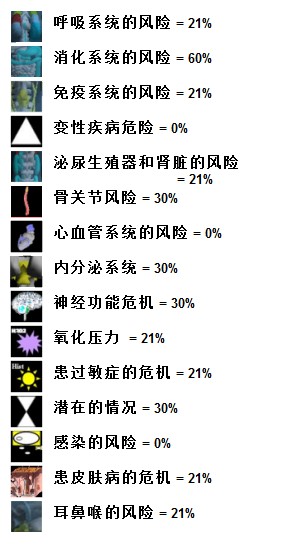 呼吸系统的风险 = 21%
消化系统的风险 = 60%
免疫系统的风险 = 21%
变性疾病危险 = 0%
泌尿生殖器和肾脏的风险
= 21%
骨关节风险 = 30%
心血管系统的风险 = 0%
内分泌系统 = 30%
神经功能危机 = 30%
氧化压力 = 21%
患过敏症的危机 = 21%
Hist
潜在的情况 = 30%
感染的风险 = 0%
患皮肤病的危机 = 21%
耳鼻喉的风险 = 21%